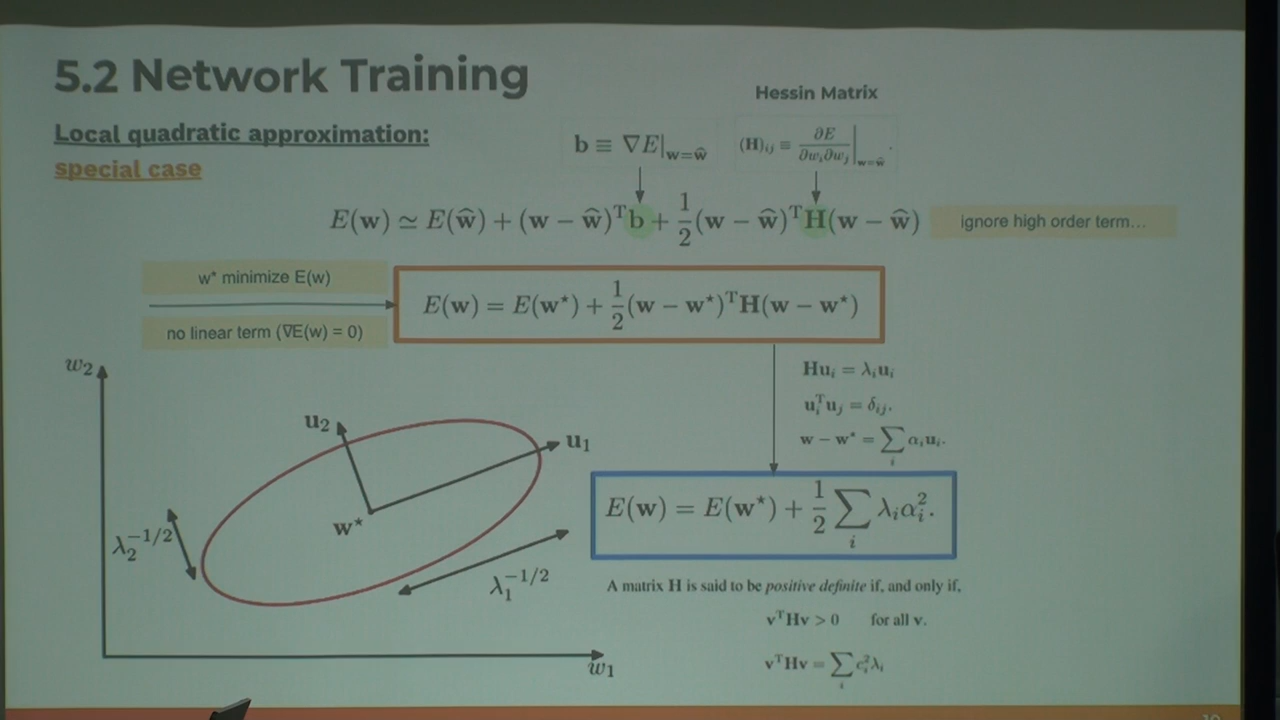 5.2 Network Training
Local quadratic approximation:
special case
Hessin Matrix
b ≡ ∇E|w=ŵ
(H)ij ≡ ∂E/∂wi∂wj |w=ŵ.
E(w) ≃ E(ŵ) + (w − ŵ)ᵀb + 1/2(w − ŵ)ᵀH(w − ŵ)
ignore high order term…
w* minimize E(w)
no linear term (∇E(w) = 0)
E(w) = E(w⋆) + 1/2(w − w⋆)ᵀH(w − w⋆)
Hui = λiui
uiᵀuj = δij.
w − w⋆ = ∑i αiui.
E(w) = E(w⋆) + 1/2 ∑i λiαi².
w2
u2
u1
w⋆
λ2^−1/2
λ1^−1/2
w1
A matrix H is said to be positive definite if, and only if,
vᵀHv > 0 for all v.
vᵀHv = ∑i ci²λi